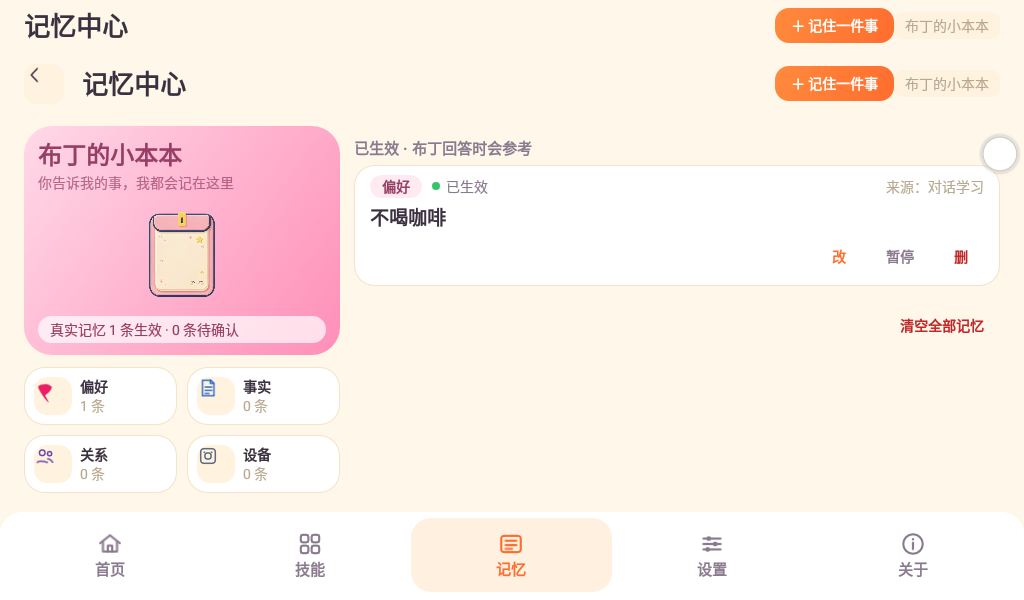 记忆中心
+ 记住一件事
布丁的小本本
记忆中心
+ 记住一件事
布丁的小本本
布丁的小本本
你告诉我的事，我都会记在这里
真实记忆 1 条生效 · 0 条待确认
偏好
1 条
事实
0 条
关系
0 条
设备
0 条
已生效 · 布丁回答时会参考
偏好
已生效
来源：对话学习
不喝咖啡
改
暂停
删
清空全部记忆
首页
技能
记忆
设置
关于